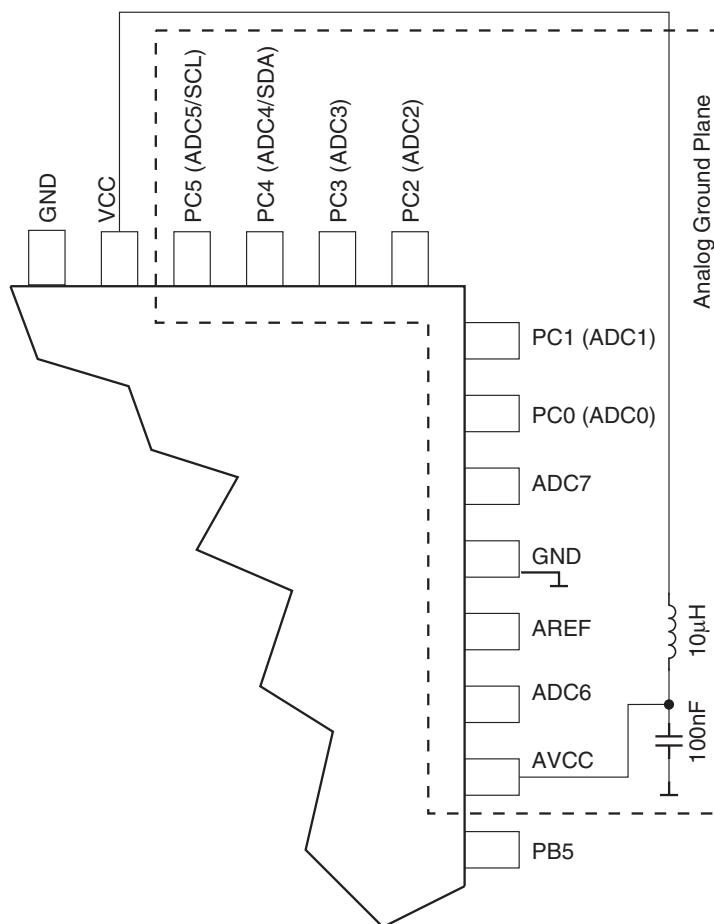 GND
VCC
PC5 (ADC5/SCL)
PC4 (ADC4/SDA)
PC3 (ADC3)
PC2 (ADC2)
Analog Ground Plane
PC1 (ADC1)
PC0 (ADC0)
ADC7
GND
AREF
ADC6
AVCC
PB5
10μH
100nF